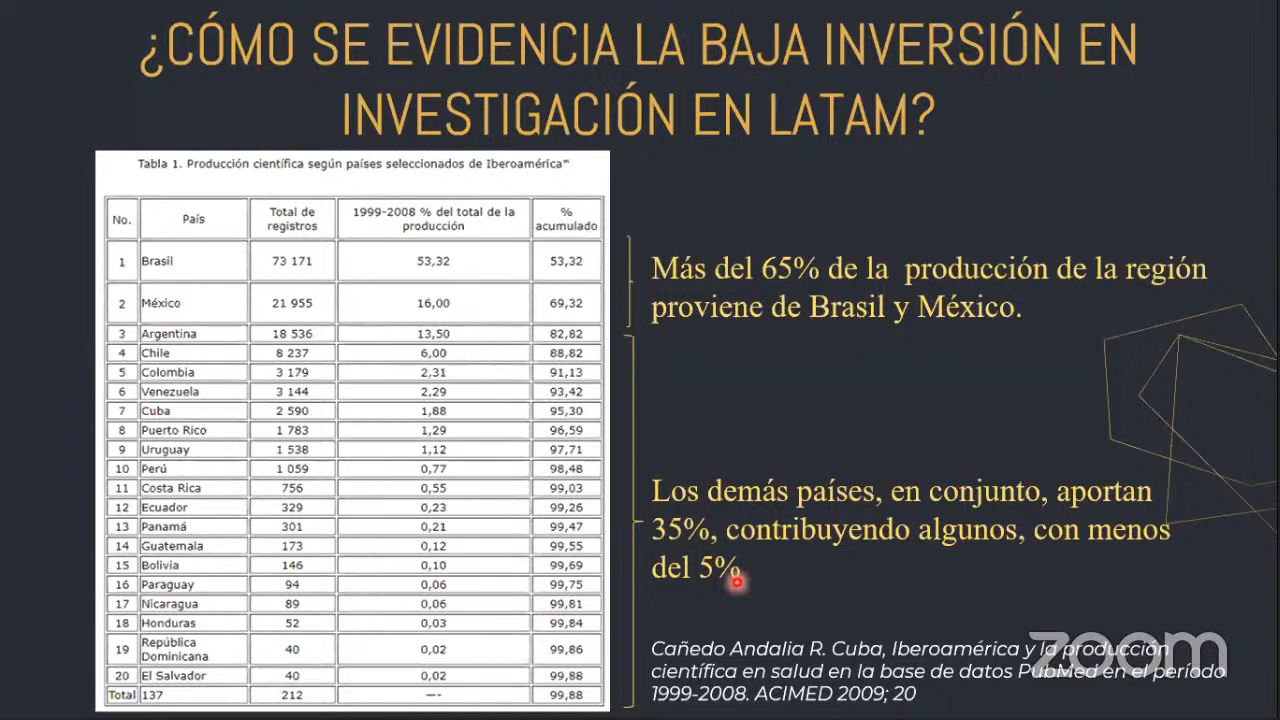 ¿CÓMO SE EVIDENCIA LA BAJA INVERSIÓN EN
INVESTIGACIÓN EN LATAM?
Tabla 1. Producción científica según países seleccionados de Iberoamérica"
No. País Total de registros 1999-2008 % del total de la producción % acumulado
1 Brasil 73 171 53,32 53,32
2 México 21 955 16,00 69,32
3 Argentina 18 536 13,50 82,82
4 Chile 8 237 6,00 88,82
5 Colombia 3 179 2,31 91,13
6 Venezuela 3 144 2,29 93,42
7 Cuba 2 590 1,88 95,30
8 Puerto Rico 1 783 1,29 96,59
9 Uruguay 1 538 1,12 97,71
10 Perú 1 059 0,77 98,48
11 Costa Rica 756 0,55 99,03
12 Ecuador 329 0,23 99,26
13 Panamá 301 0,21 99,47
14 Guatemala 173 0,12 99,55
15 Bolivia 146 0,10 99,69
16 Paraguay 94 0,06 99,75
17 Nicaragua 89 0,06 99,81
18 Honduras 52 0,03 99,84
19 República Dominicana 40 0,02 99,86
20 El Salvador 40 0,02 99,88
Total 137 212 –-- 99,88
Más del 65% de la producción de la región
proviene de Brasil y México.
Los demás países, en conjunto, aportan
35%, contribuyendo algunos, con menos
del 5%
Cañedo Andalia R. Cuba, Iberoamérica y la producción
científica en salud en la base de datos PubMed en el período
1999-2008. ACIMED 2009; 20
zoom